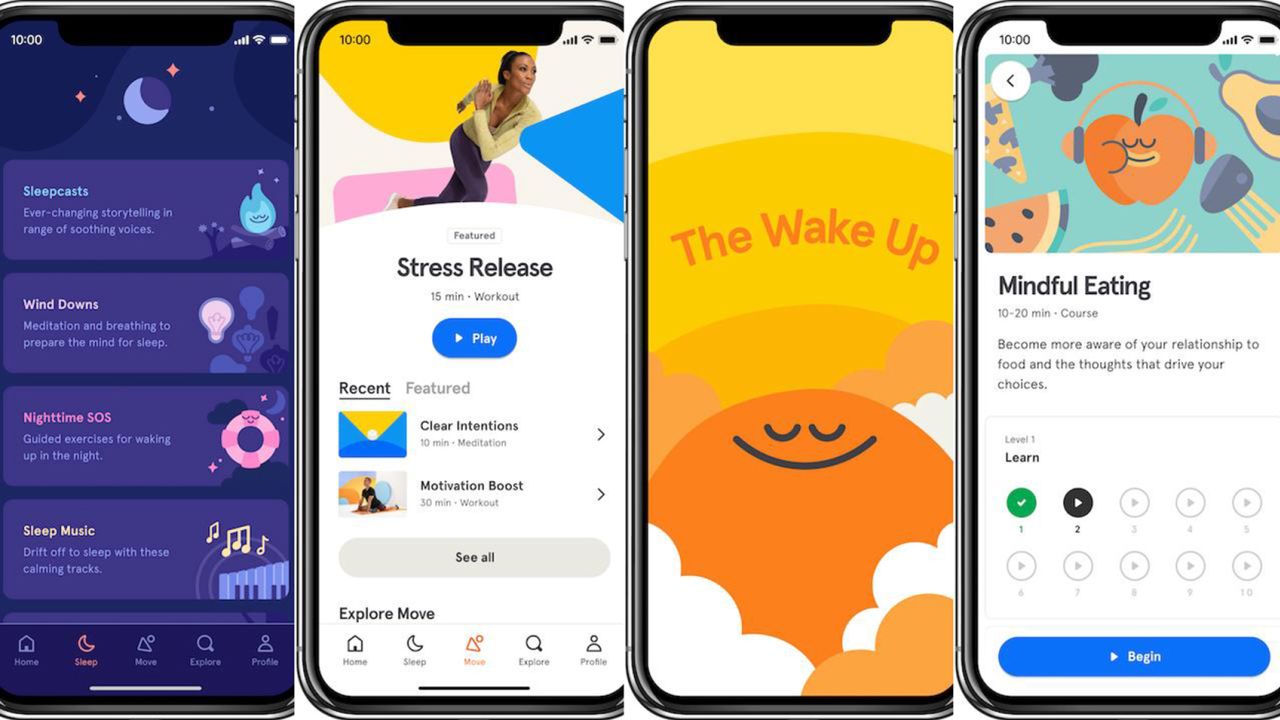 10:00
Sleepcasts
Ever-changing storytelling in
range of soothing voices.
Wind Downs
Meditation and breathing to
prepare the mind for sleep.
Nighttime SOS
Guided exercises for waking
up in the night.
Sleep Music
Drift off to sleep with these
calming tracks.
Home Sleep Move Explore Profile
10:00
Featured
Stress Release
15 min · Workout
Play
Recent Featured
Clear Intentions
10 min · Meditation
Motivation Boost
30 min · Workout
See all
Explore Move
Home Sleep Move Explore Profile
The Wake Up
10:00
Mindful Eating
10-20 min · Course
Become more aware of your relationship to
food and the thoughts that drive your
choices.
Level 1
Learn
1 2 3 4 5
6 7 8 9 10
Begin